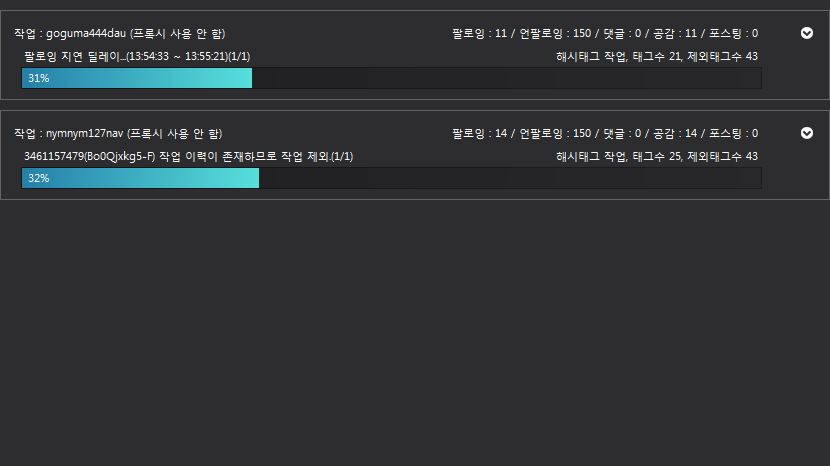 작업 : goguma444dau (프록시 사용 안 함) 팔로잉 : 11 / 언팔로잉 : 150 / 댓글 : 0 / 공감 : 11 / 포스팅 : 0
팔로잉 지연 딜레이...(13:54:33 ~ 13:55:21)(1/1) 해시태그 작업, 태그수 21, 제외태그수 43
31%
작업 : nymnym127nav (프록시 사용 안 함) 팔로잉 : 14 / 언팔로잉 : 150 / 댓글 : 0 / 공감 : 14 / 포스팅 : 0
3461157479(Bo0Qjxkg5-F) 작업 이력이 존재하므로 작업 제외.(1/1) 해시태그 작업, 태그수 25, 제외태그수 43
32%